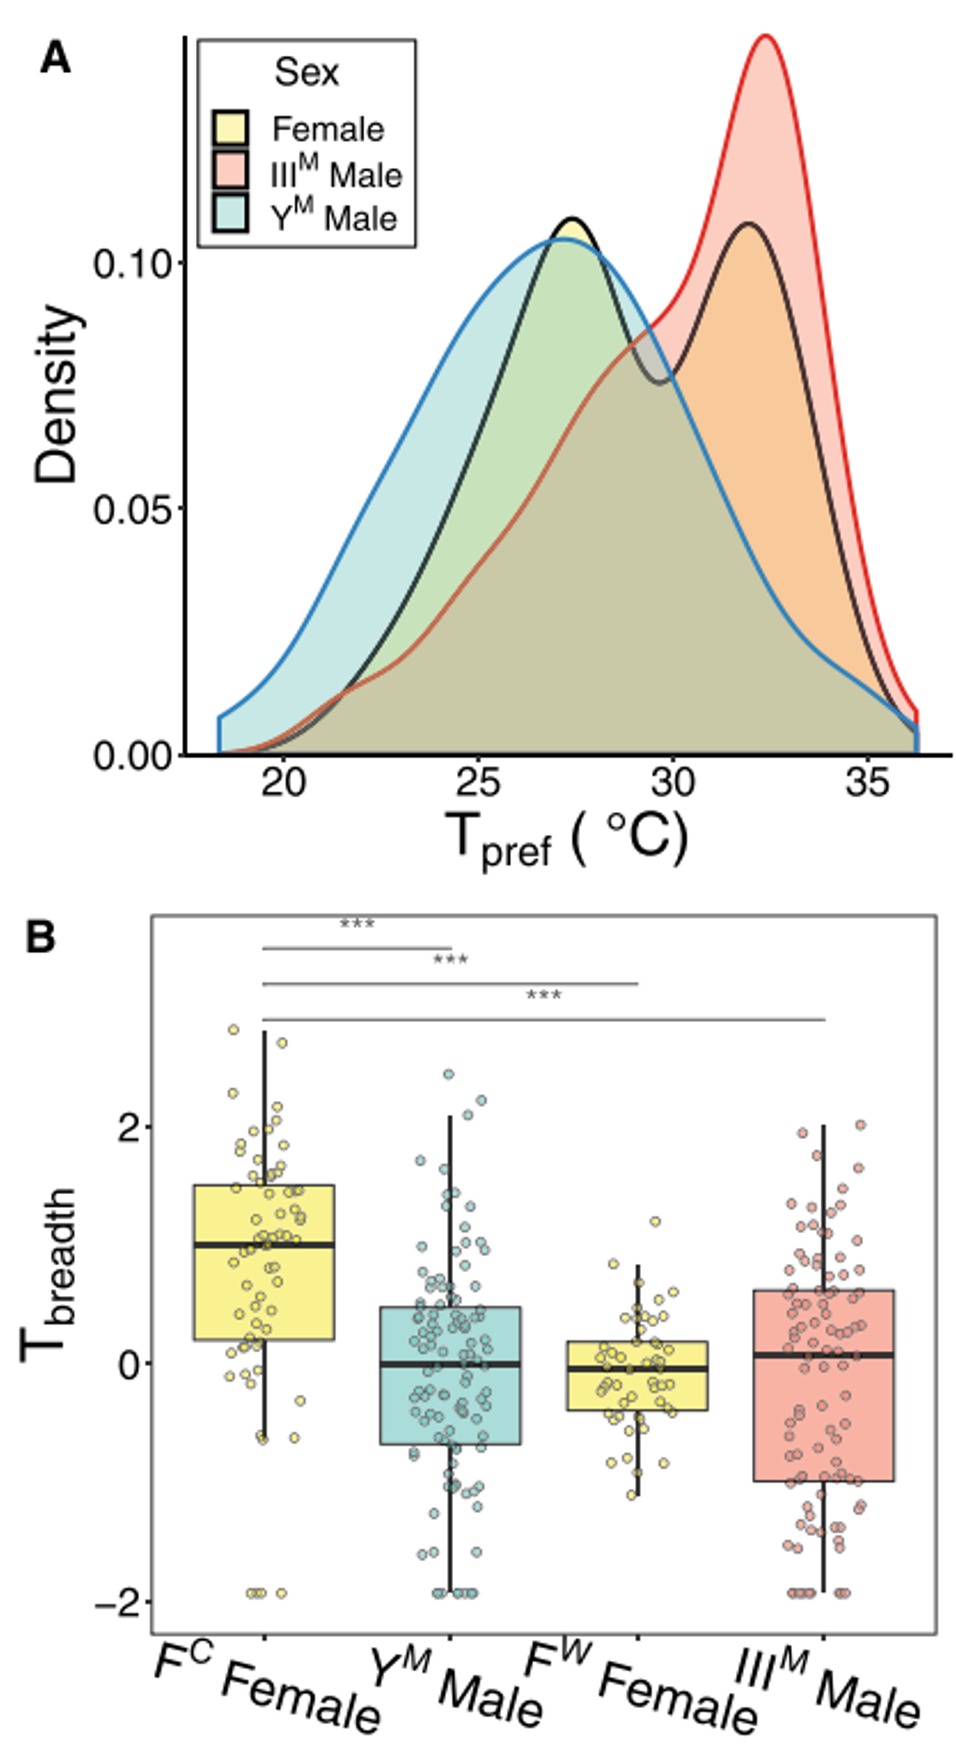 A
Sex
Female
III^M Male
Y^M Male
0.10
0.05
0.00
Density
20 25 30 35
T_pref ( °C)
B
***
***
***
2
0
−2
T_breadth
F^C Female Y^M Male F^W Female III^M Male